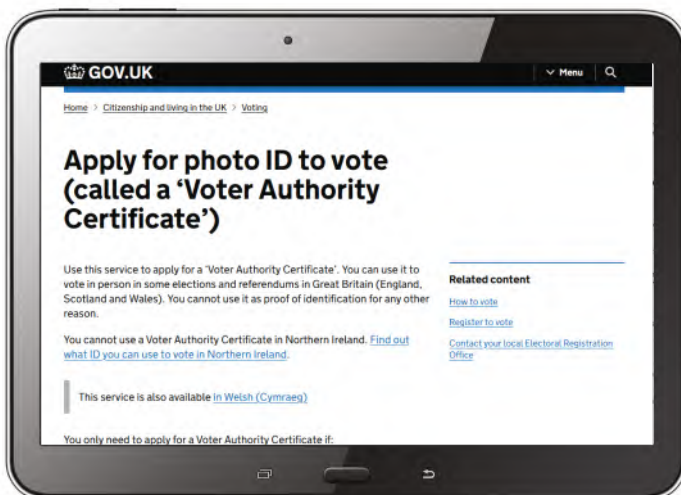 GOV.UK
Menu
Home > Citizenship and living in the UK > Voting
Apply for photo ID to vote
(called a ‘Voter Authority
Certificate’)
Use this service to apply for a ‘Voter Authority Certificate’. You can use it to
vote in person in some elections and referendums in Great Britain (England,
Scotland and Wales). You cannot use it as proof of identification for any other
reason.
You cannot use a Voter Authority Certificate in Northern Ireland. Find out
what ID you can use to vote in Northern Ireland.
This service is also available in Welsh (Cymraeg)
You only need to apply for a Voter Authority Certificate if:
Related content
How to vote
Register to vote
Contact your local Electoral Registration
Office